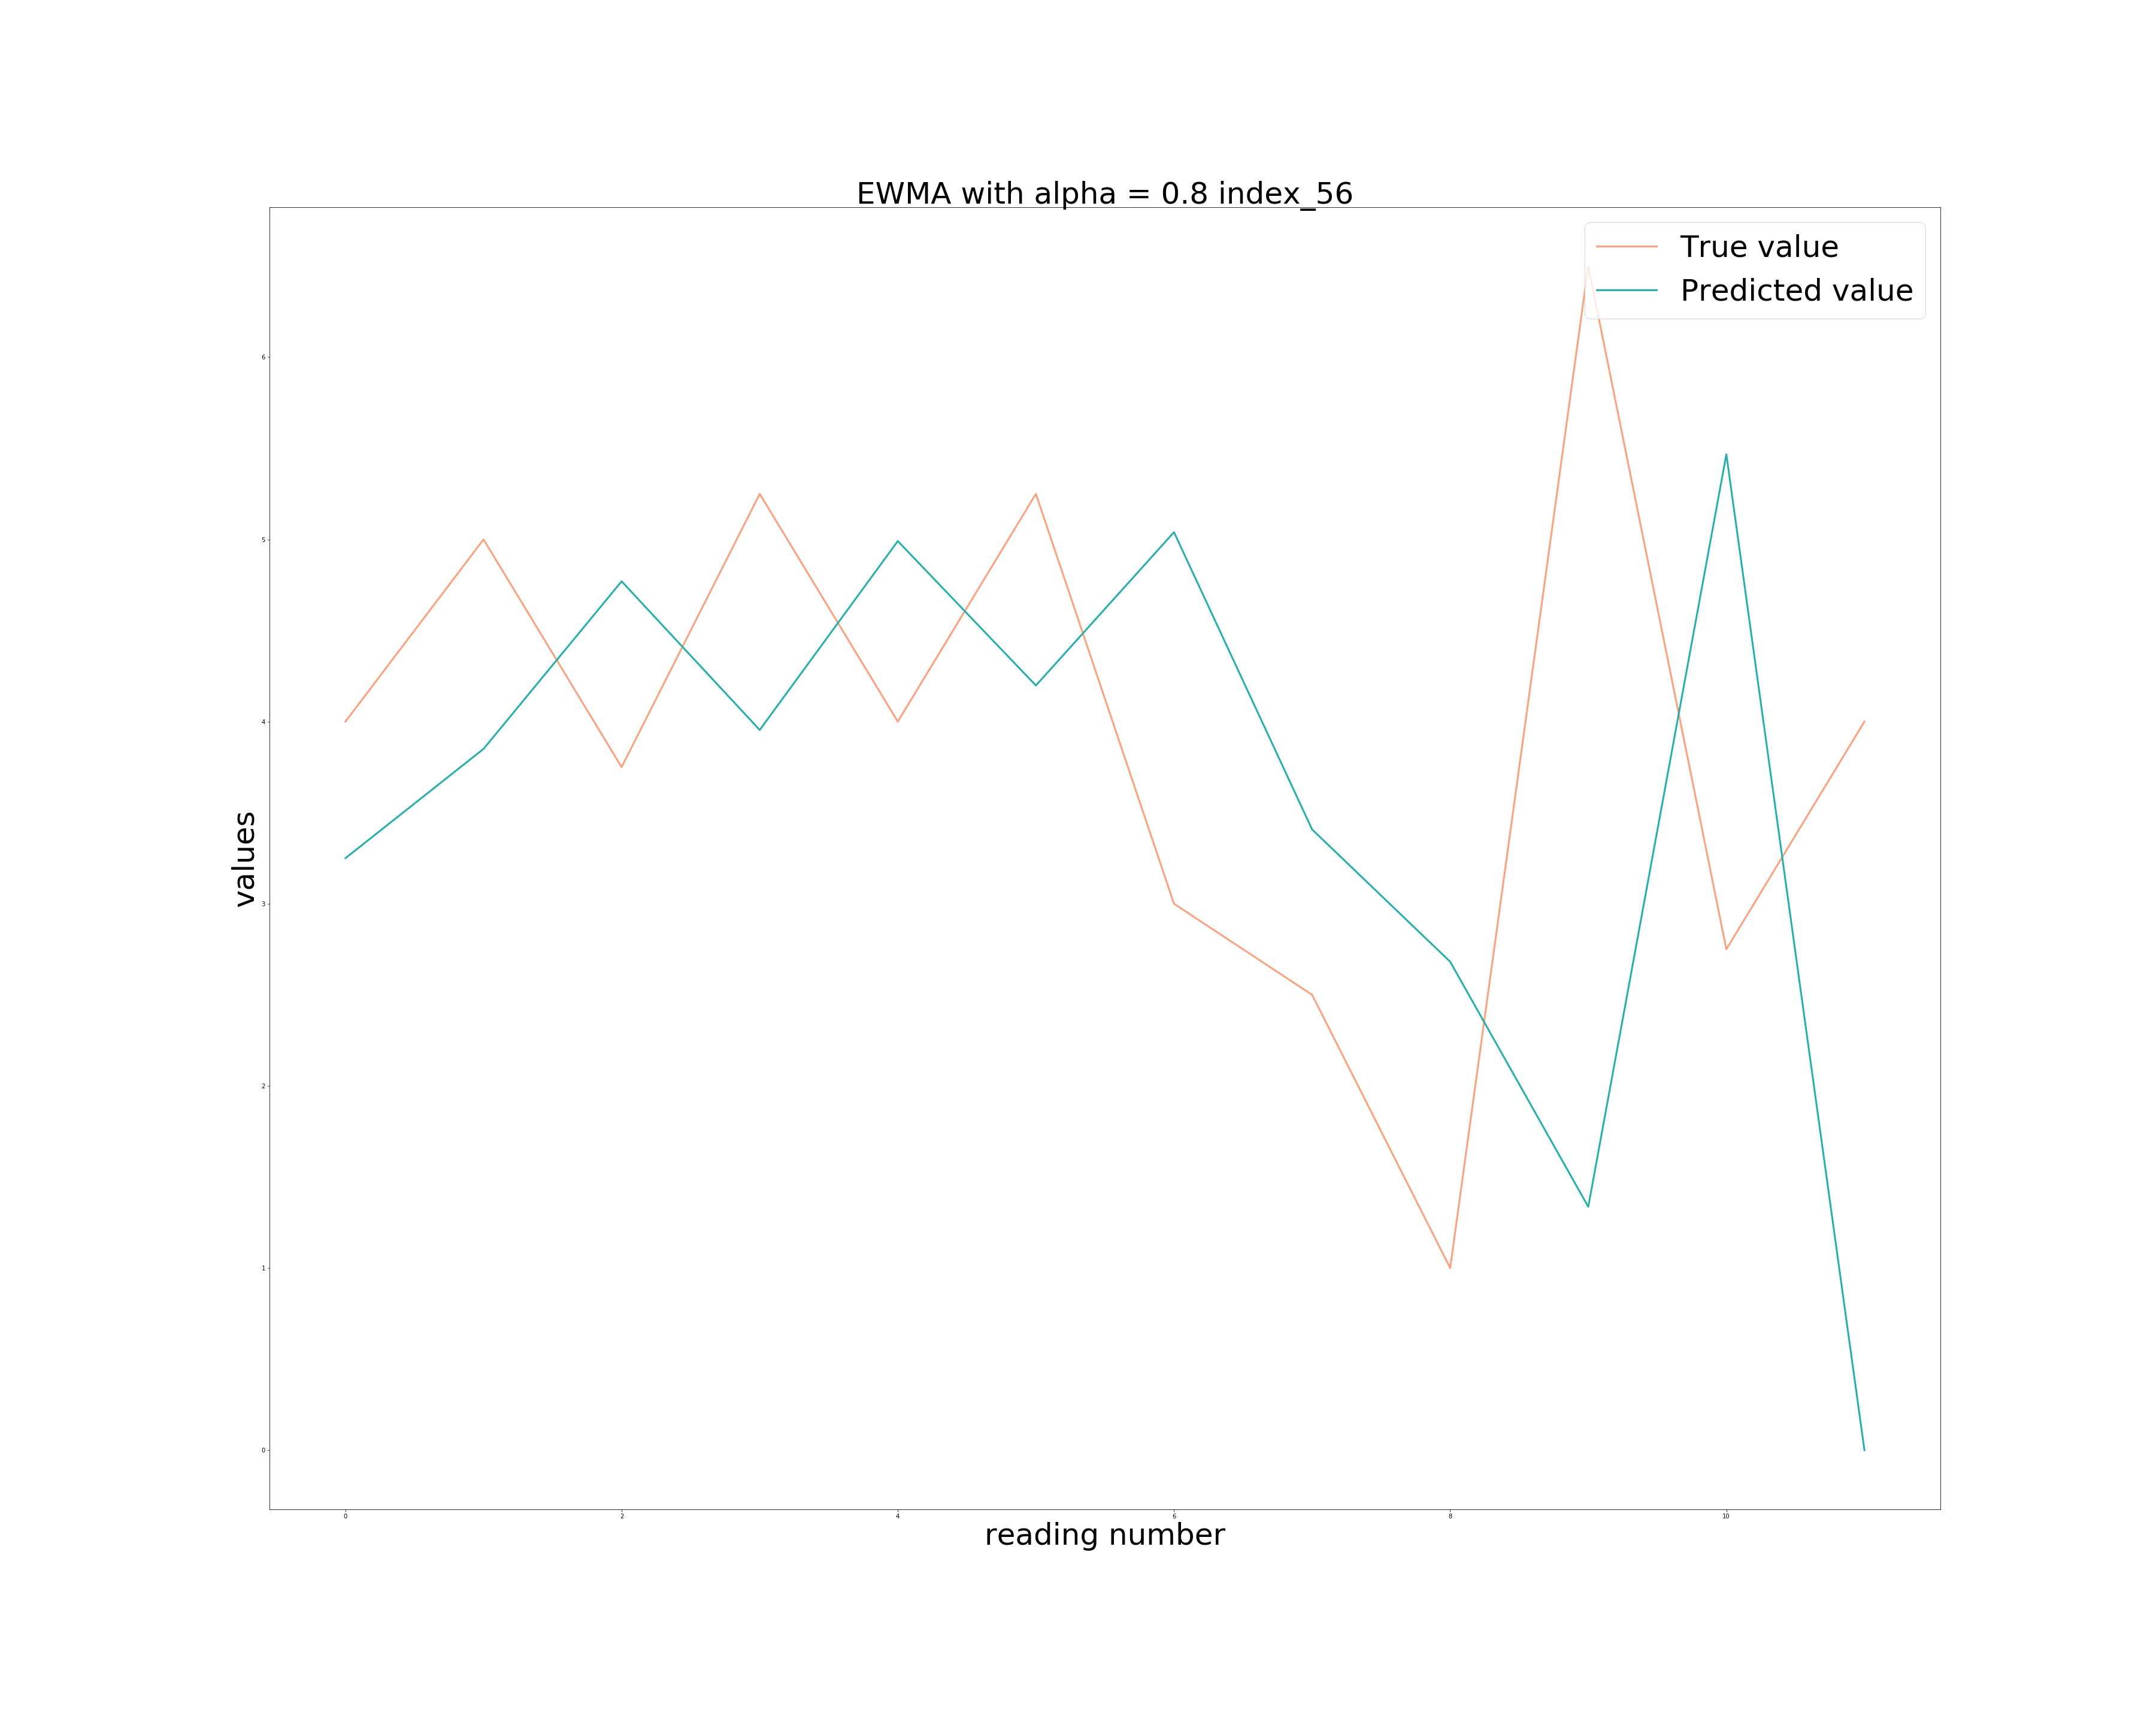 EWMA with alpha = 0.8 index_56
True value
Predicted value
values
6
5
4
3
2
1
0
0 2 4 6 8 10
reading number